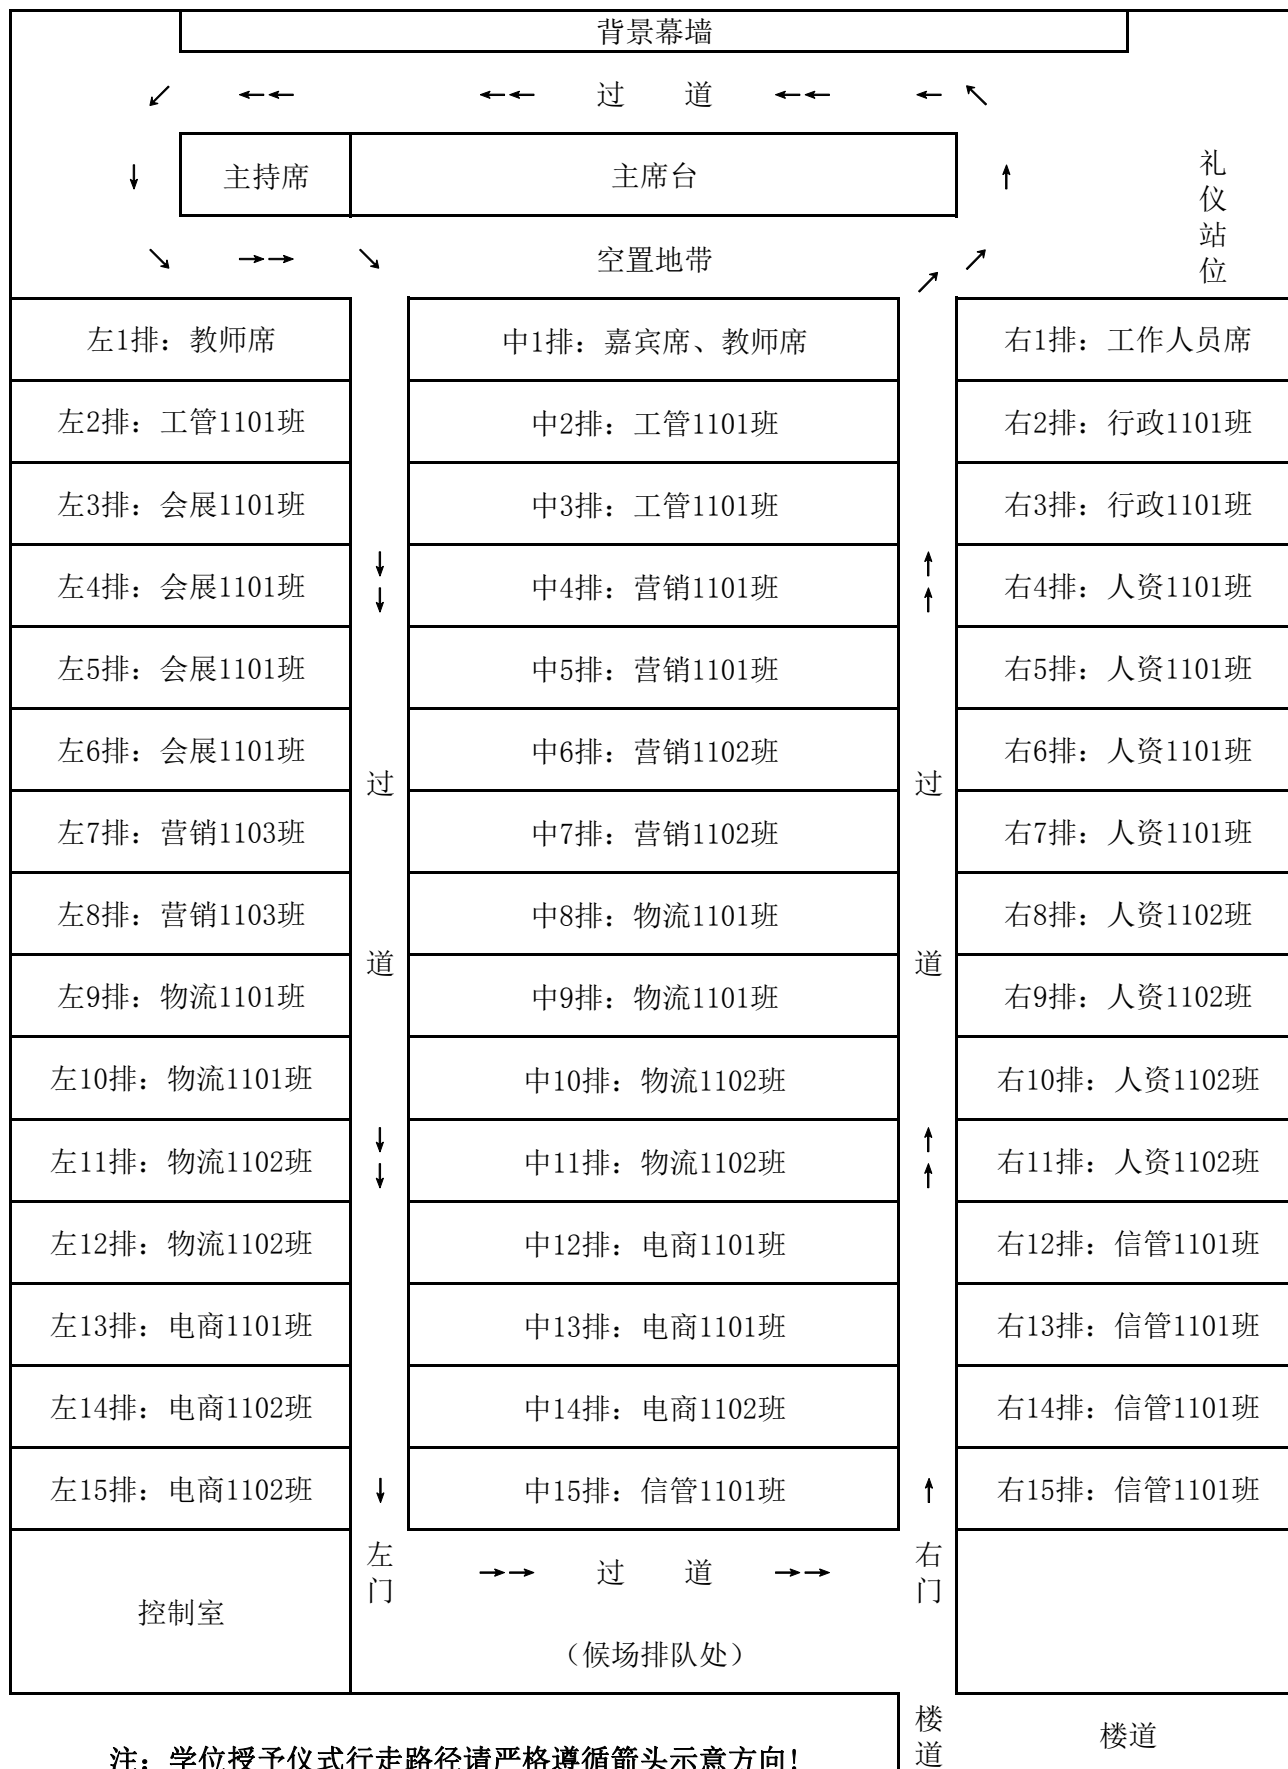 背景幕墙
过 道
主持席 主席台
礼仪站位
空置地带
左1排：教师席 中1排：嘉宾席、教师席 右1排：工作人员席
左2排：工管1101班 中2排：工管1101班 右2排：行政1101班
左3排：会展1101班 中3排：工管1101班 右3排：行政1101班
左4排：会展1101班 中4排：营销1101班 右4排：人资1101班
左5排：会展1101班 中5排：营销1101班 右5排：人资1101班
左6排：会展1101班 中6排：营销1102班 右6排：人资1101班
过 过
左7排：营销1103班 中7排：营销1102班 右7排：人资1101班
左8排：营销1103班 中8排：物流1101班 右8排：人资1102班
道 道
左9排：物流1101班 中9排：物流1101班 右9排：人资1102班
左10排：物流1101班 中10排：物流1102班 右10排：人资1102班
左11排：物流1102班 中11排：物流1102班 右11排：人资1102班
左12排：物流1102班 中12排：电商1101班 右12排：信管1101班
左13排：电商1101班 中13排：电商1101班 右13排：信管1101班
左14排：电商1102班 中14排：电商1102班 右14排：信管1101班
左15排：电商1102班 中15排：信管1101班 右15排：信管1101班
左门 过 道 右门
控制室
（候场排队处）
楼道 楼道
注：学位授予仪式行走路径请严格遵循箭头示意方向!